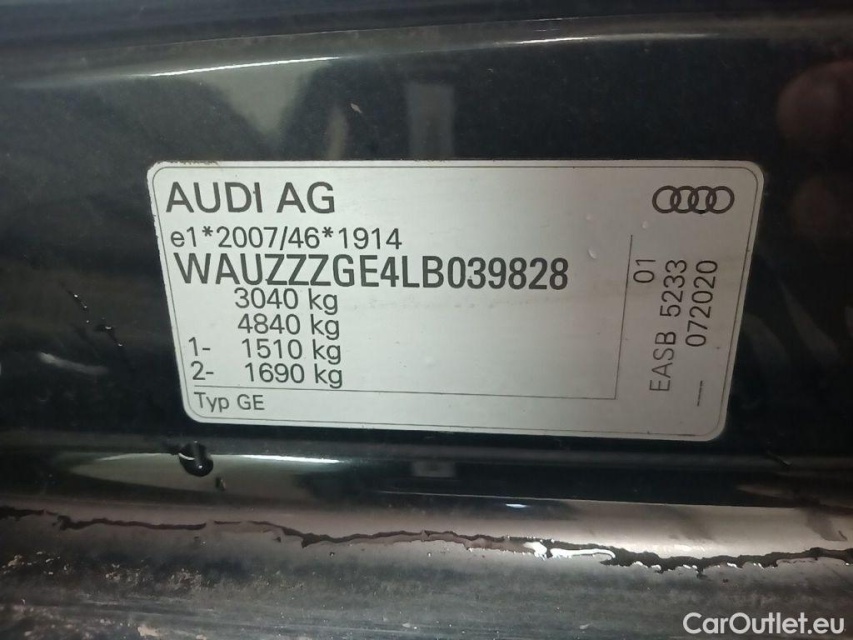 AUDI AG
e1*2007/46*1914
WAUZZZGE4LB039828
3040 kg
4840 kg
1- 1510 kg
2- 1690 kg
Typ GE
01
EASB 5233
072020
CarOutlet.eu